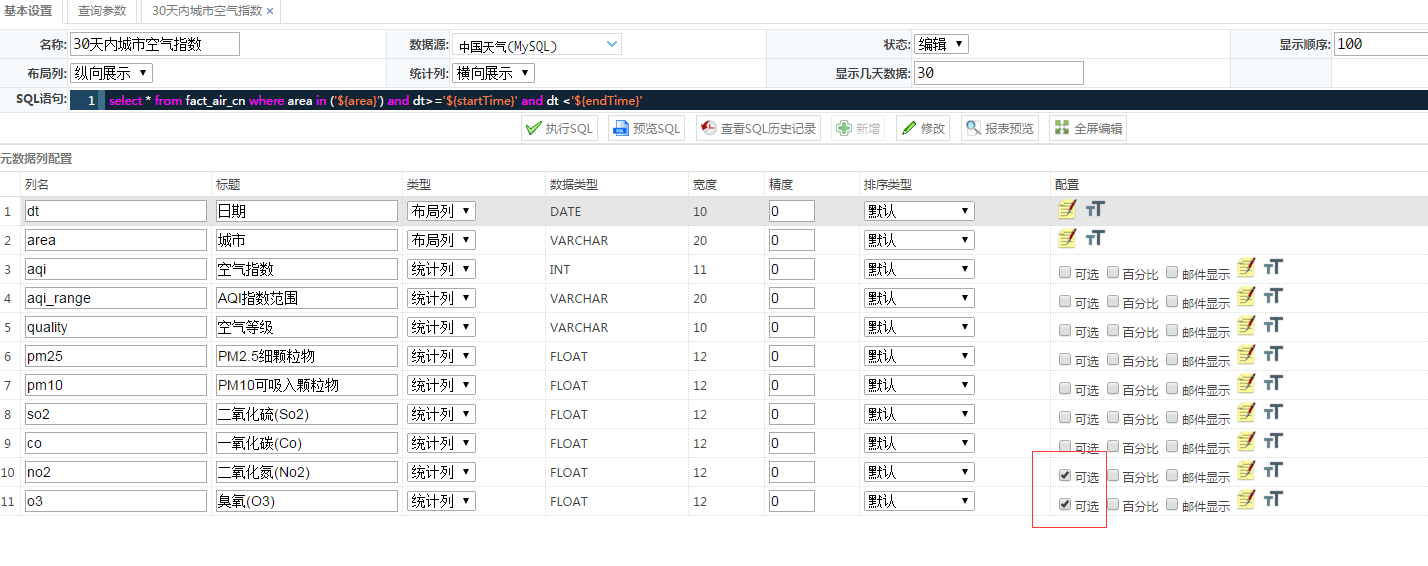 基本设置 查询参数 30天内城市空气指数 ×
名称: 30天内城市空气指数 数据源: 中国天气(MySQL) 状态: 编辑 显示顺序: 100
布局列: 纵向展示 统计列: 横向展示 显示几天数据: 30
SQL语句: 1 select * from fact_air_cn where area in ('${area}') and dt>='${startTime}' and dt <'${endTime}'
执行SQL 预览SQL 查看SQL历史记录 新增 修改 报表预览 全屏编辑
元数据列配置
列名 标题 类型 数据类型 宽度 精度 排序类型 配置
1 dt 日期 布局列 DATE 10 0 默认
2 area 城市 布局列 VARCHAR 20 0 默认
3 aqi 空气指数 统计列 INT 11 0 默认 可选 百分比 邮件显示
4 aqi_range AQI指数范围 统计列 VARCHAR 20 0 默认 可选 百分比 邮件显示
5 quality 空气等级 统计列 VARCHAR 10 0 默认 可选 百分比 邮件显示
6 pm25 PM2.5细颗粒物 统计列 FLOAT 12 0 默认 可选 百分比 邮件显示
7 pm10 PM10可吸入颗粒物 统计列 FLOAT 12 0 默认 可选 百分比 邮件显示
8 so2 二氧化硫(So2) 统计列 FLOAT 12 0 默认 可选 百分比 邮件显示
9 co 一氧化碳(Co) 统计列 FLOAT 12 0 默认 可选 百分比 邮件显示
10 no2 二氧化氮(No2) 统计列 FLOAT 12 0 默认 可选 百分比 邮件显示
11 o3 臭氧(O3) 统计列 FLOAT 12 0 默认 可选 百分比 邮件显示